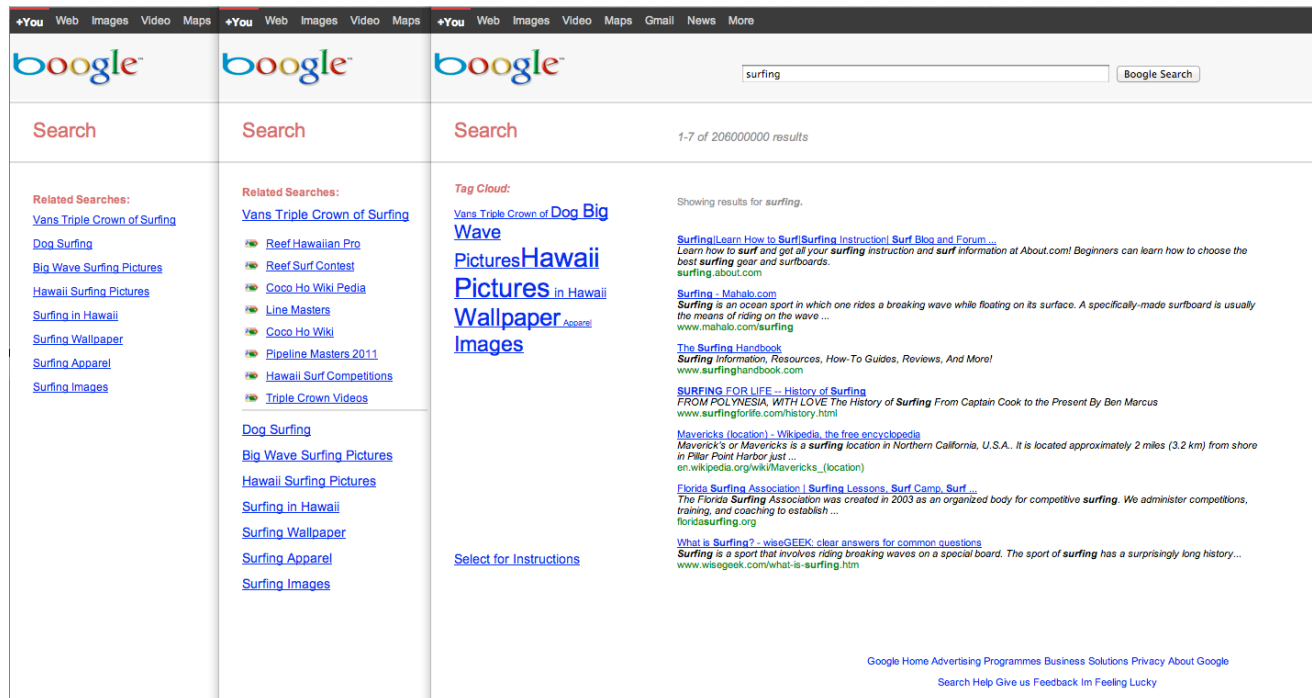 +You Web Images Video Maps
boogle™
Search
Related Searches:
Vans Triple Crown of Surfing
Dog Surfing
Big Wave Surfing Pictures
Hawaii Surfing Pictures
Surfing in Hawaii
Surfing Wallpaper
Surfing Apparel
Surfing Images
+You Web Images Video Maps
boogle™
Search
Related Searches:
Vans Triple Crown of Surfing
Reef Hawaiian Pro
Reef Surf Contest
Coco Ho Wiki Pedia
Line Masters
Coco Ho Wiki
Pipeline Masters 2011
Hawaii Surf Competitions
Triple Crown Videos
Dog Surfing
Big Wave Surfing Pictures
Hawaii Surfing Pictures
Surfing in Hawaii
Surfing Wallpaper
Surfing Apparel
Surfing Images
+You Web Images Video Maps Gmail News More
boogle™
surfing
Boogle Search
Search
1-7 of 206000000 results
Tag Cloud:
Vans Triple Crown of Dog Big
Wave
Pictures Hawaii
Pictures in Hawaii
Wallpaper Apparel
Images
Select for Instructions
Showing results for surfing.
Surfing|Learn How to Surf|Surfing Instruction| Surf Blog and Forum ...
Learn how to surf and get all your surfing instruction and surf information at About.com! Beginners can learn how to choose the
best surfing gear and surfboards.
surfing.about.com
Surfing - Mahalo.com
Surfing is an ocean sport in which one rides a breaking wave while floating on its surface. A specifically-made surfboard is usually
the means of riding on the wave ...
www.mahalo.com/surfing
The Surfing Handbook
Surfing Information, Resources, How-To Guides, Reviews, And More!
www.surfinghandbook.com
SURFING FOR LIFE -- History of Surfing
FROM POLYNESIA, WITH LOVE The History of Surfing From Captain Cook to the Present By Ben Marcus
www.surfingforlife.com/history.html
Mavericks (location) - Wikipedia, the free encyclopedia
Maverick's or Mavericks is a surfing location in Northern California, U.S.A.. It is located approximately 2 miles (3.2 km) from shore
in Pillar Point Harbor just ...
en.wikipedia.org/wiki/Mavericks_(location)
Florida Surfing Association | Surfing Lessons, Surf Camp, Surf ...
The Florida Surfing Association was created in 2003 as an organized body for competitive surfing. We administer competitions,
training, and coaching to establish ...
floridasurfing.org
What is Surfing? - wiseGEEK: clear answers for common questions
Surfing is a sport that involves riding breaking waves on a special board. The sport of surfing has a surprisingly long history...
www.wisegeek.com/what-is-surfing.htm
Google Home Advertising Programmes Business Solutions Privacy About Google
Search Help Give us Feedback Im Feeling Lucky